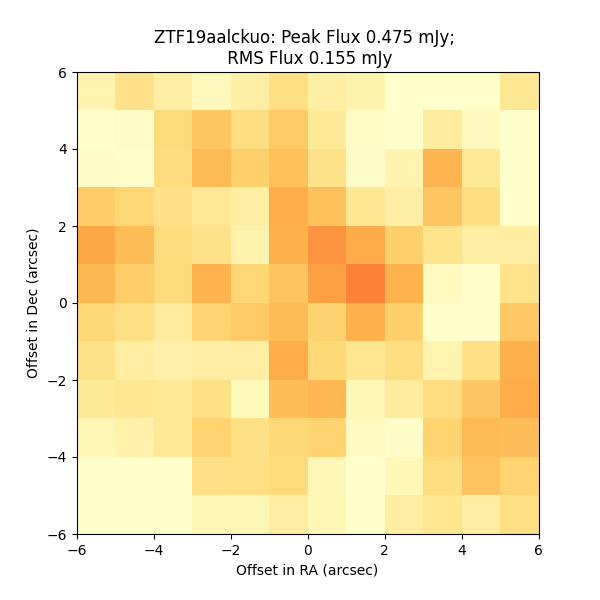 ZTF19aalckuo: Peak Flux 0.475 mJy;
RMS Flux 0.155 mJy
6
4
2
0
−2
−4
−6
Offset in Dec (arcsec)
−6 −4 −2 0 2 4 6
Offset in RA (arcsec)